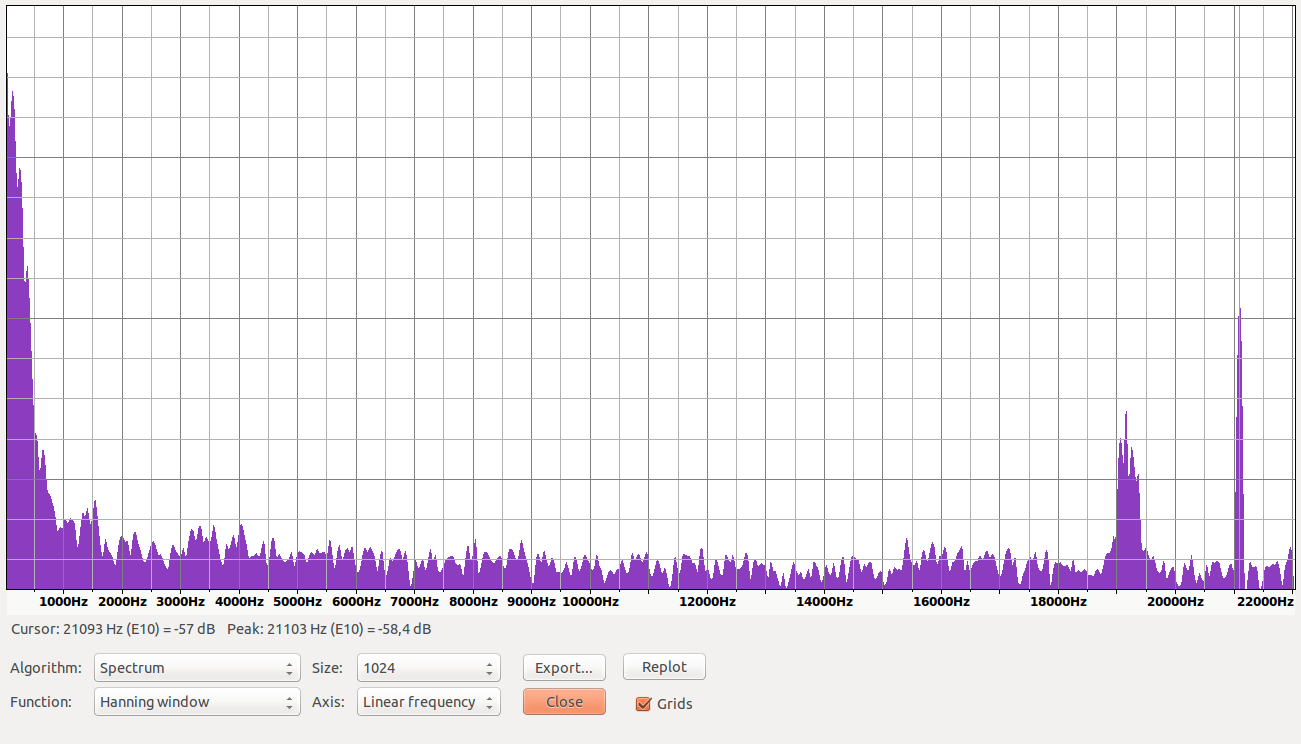 1000Hz 2000Hz 3000Hz 4000Hz 5000Hz 6000Hz 7000Hz 8000Hz 9000Hz 10000Hz 12000Hz 14000Hz 16000Hz 18000Hz 20000Hz 22000Hz
Cursor: 21093 Hz (E10) = -57 dB Peak: 21103 Hz (E10) = -58,4 dB
Algorithm: Spectrum Size: 1024 Export... Replot
Function: Hanning window Axis: Linear frequency Close Grids